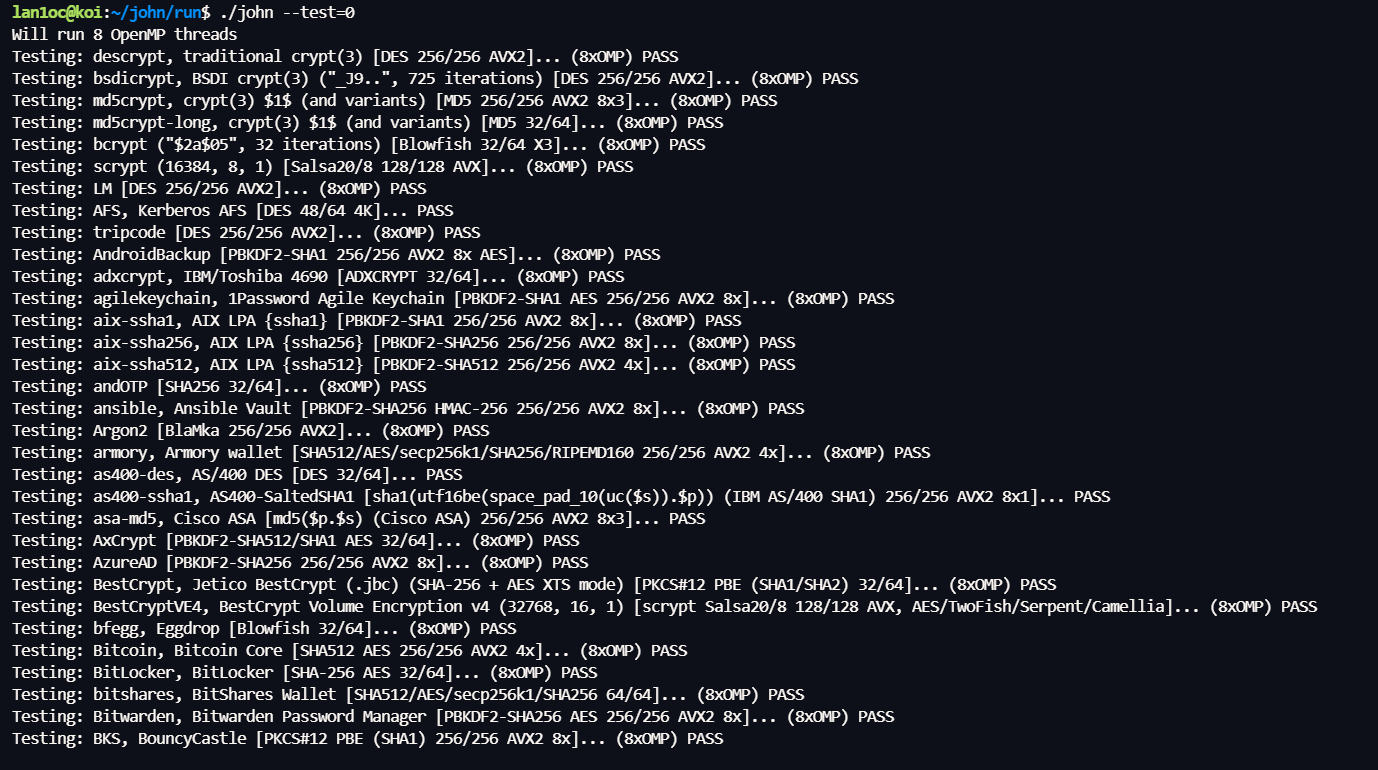 lan1oc@koi:~/john/run$ ./john --test=0
Will run 8 OpenMP threads
Testing: descrypt, traditional crypt(3) [DES 256/256 AVX2]... (8xOMP) PASS
Testing: bsdicrypt, BSDI crypt(3) ("_J9..", 725 iterations) [DES 256/256 AVX2]... (8xOMP) PASS
Testing: md5crypt, crypt(3) $1$ (and variants) [MD5 256/256 AVX2 8x3]... (8xOMP) PASS
Testing: md5crypt-long, crypt(3) $1$ (and variants) [MD5 32/64]... (8xOMP) PASS
Testing: bcrypt ("$2a$05", 32 iterations) [Blowfish 32/64 X3]... (8xOMP) PASS
Testing: scrypt (16384, 8, 1) [Salsa20/8 128/128 AVX]... (8xOMP) PASS
Testing: LM [DES 256/256 AVX2]... (8xOMP) PASS
Testing: AFS, Kerberos AFS [DES 48/64 4K]... PASS
Testing: tripcode [DES 256/256 AVX2]... (8xOMP) PASS
Testing: AndroidBackup [PBKDF2-SHA1 256/256 AVX2 8x AES]... (8xOMP) PASS
Testing: adxcrypt, IBM/Toshiba 4690 [ADXCRYPT 32/64]... (8xOMP) PASS
Testing: agilekeychain, 1Password Agile Keychain [PBKDF2-SHA1 AES 256/256 AVX2 8x]... (8xOMP) PASS
Testing: aix-ssha1, AIX LPA {ssha1} [PBKDF2-SHA1 256/256 AVX2 8x]... (8xOMP) PASS
Testing: aix-ssha256, AIX LPA {ssha256} [PBKDF2-SHA256 256/256 AVX2 8x]... (8xOMP) PASS
Testing: aix-ssha512, AIX LPA {ssha512} [PBKDF2-SHA512 256/256 AVX2 4x]... (8xOMP) PASS
Testing: andOTP [SHA256 32/64]... (8xOMP) PASS
Testing: ansible, Ansible Vault [PBKDF2-SHA256 HMAC-256 256/256 AVX2 8x]... (8xOMP) PASS
Testing: Argon2 [BlaMka 256/256 AVX2]... (8xOMP) PASS
Testing: armory, Armory wallet [SHA512/AES/secp256k1/SHA256/RIPEMD160 256/256 AVX2 4x]... (8xOMP) PASS
Testing: as400-des, AS/400 DES [DES 32/64]... PASS
Testing: as400-ssha1, AS400-SaltedSHA1 [sha1(utf16be(space_pad_10(uc($s)).$p)) (IBM AS/400 SHA1) 256/256 AVX2 8x1]... PASS
Testing: asa-md5, Cisco ASA [md5($p.$s) (Cisco ASA) 256/256 AVX2 8x3]... PASS
Testing: AxCrypt [PBKDF2-SHA512/SHA1 AES 32/64]... (8xOMP) PASS
Testing: AzureAD [PBKDF2-SHA256 256/256 AVX2 8x]... (8xOMP) PASS
Testing: BestCrypt, Jetico BestCrypt (.jbc) (SHA-256 + AES XTS mode) [PKCS#12 PBE (SHA1/SHA2) 32/64]... (8xOMP) PASS
Testing: BestCryptVE4, BestCrypt Volume Encryption v4 (32768, 16, 1) [scrypt Salsa20/8 128/128 AVX, AES/TwoFish/Serpent/Camellia]... (8xOMP) PASS
Testing: bfegg, Eggdrop [Blowfish 32/64]... (8xOMP) PASS
Testing: Bitcoin, Bitcoin Core [SHA512 AES 256/256 AVX2 4x]... (8xOMP) PASS
Testing: BitLocker, BitLocker [SHA-256 AES 32/64]... (8xOMP) PASS
Testing: bitshares, BitShares Wallet [SHA512/AES/secp256k1/SHA256 64/64]... (8xOMP) PASS
Testing: Bitwarden, Bitwarden Password Manager [PBKDF2-SHA256 AES 256/256 AVX2 8x]... (8xOMP) PASS
Testing: BKS, BouncyCastle [PKCS#12 PBE (SHA1) 256/256 AVX2 8x]... (8xOMP) PASS